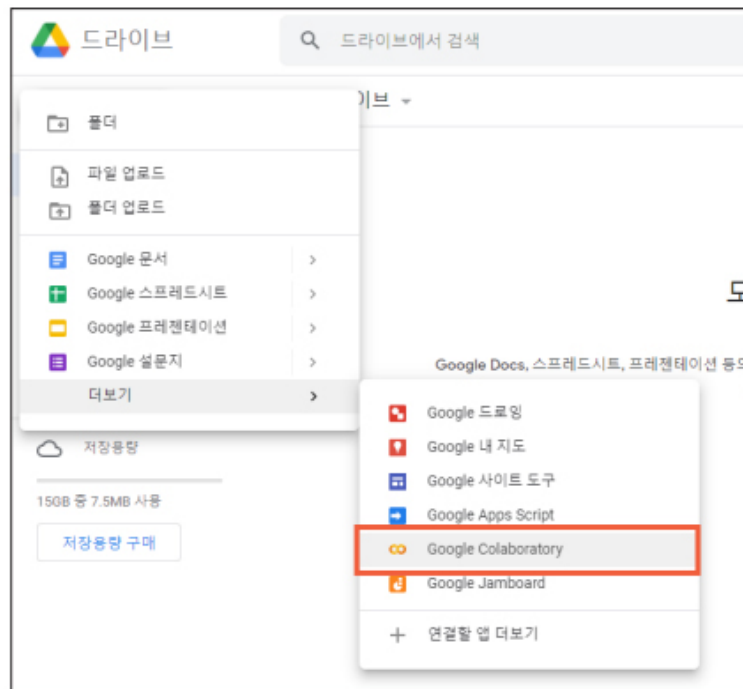 드라이브
드라이브에서 검색
이브
폴더
파일 업로드
폴더 업로드
Google 문서
Google 스프레드시트
Google 프레젠테이션
Google 설문지
더보기
저장용량
15GB 중 7.5MB 사용
저장용량 구매
Google Docs, 스프레드시트, 프레젠테이션 등의
Google 드로잉
Google 내 지도
Google 사이트 도구
Google Apps Script
Google Colaboratory
Google Jamboard
연결할 앱 더보기